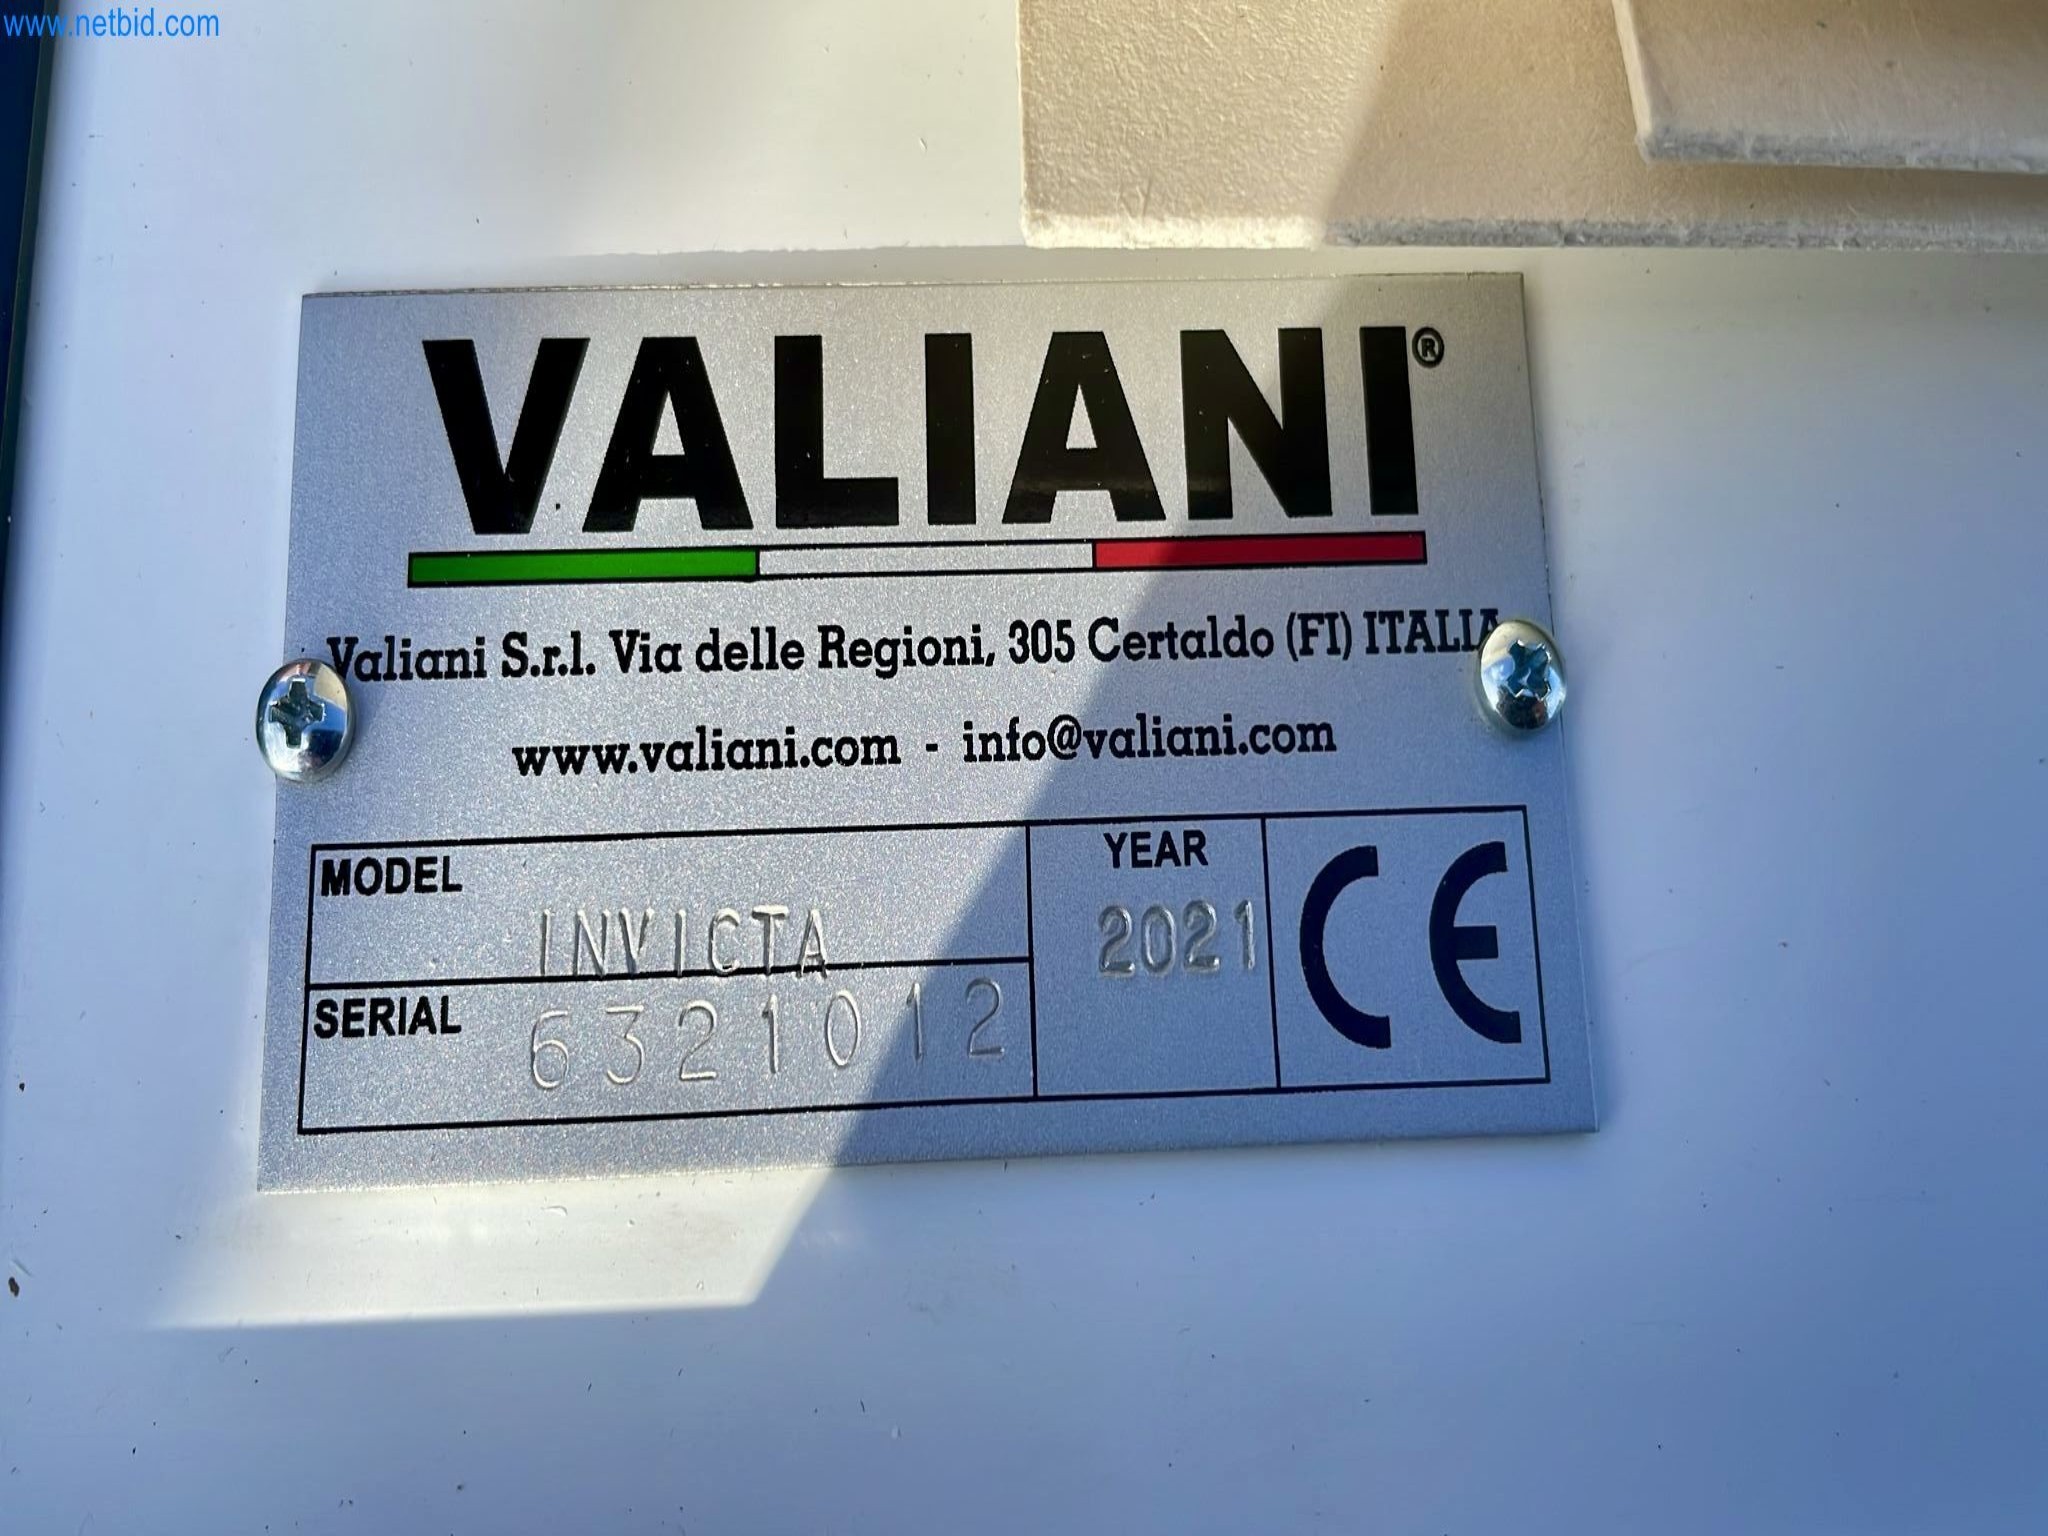 www.netbid.com
VALIANI®
Valiani S.r.l. Via delle Regioni, 305 Certaldo (FI) ITALIA
www.valiani.com - info@valiani.com
MODEL INVICTA
YEAR
2021
CE
SERIAL 6321012